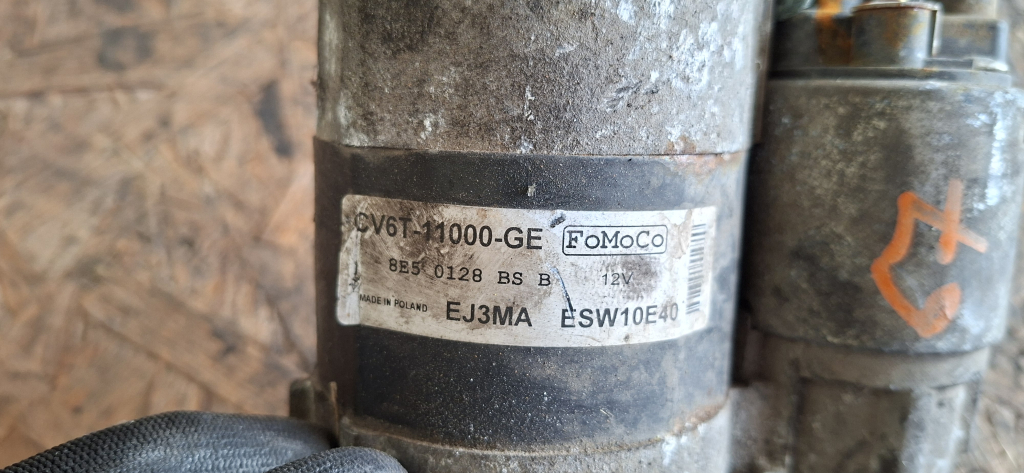 CV6T-11000-GE FoMoCo
8E5 0128 BS B 12V
MADE IN POLAND EJ3MA ESW10E40